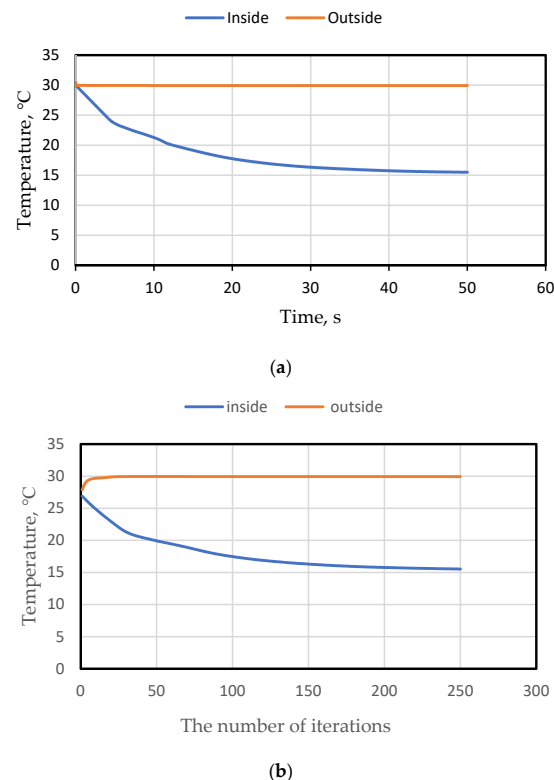 Inside Outside
35
30
25
20
15
10
5
0
Temperature, °C
0 10 20 30 40 50 60
Time, s
(a)
inside outside
35
30
25
20
15
10
5
0
Temperature, °C
0 50 100 150 200 250 300
The number of iterations
(b)